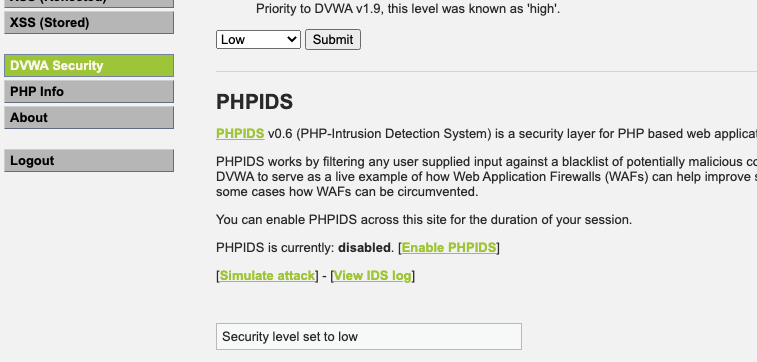 Priority to DVWA v1.9, this level was known as 'high'.
XSS (Stored)
Low Submit
DVWA Security
PHP Info
About
Logout
PHPIDS
PHPIDS v0.6 (PHP-Intrusion Detection System) is a security layer for PHP based web
PHPIDS works by filtering any user supplied input against a blacklist of potentially malicious
DVWA to serve as a live example of how Web Application Firewalls (WAFs) can help improve
some cases how WAFs can be circumvented.
You can enable PHPIDS across this site for the duration of your session.
PHPIDS is currently: disabled. [Enable PHPIDS]
[Simulate attack] - [View IDS log]
Security level set to low